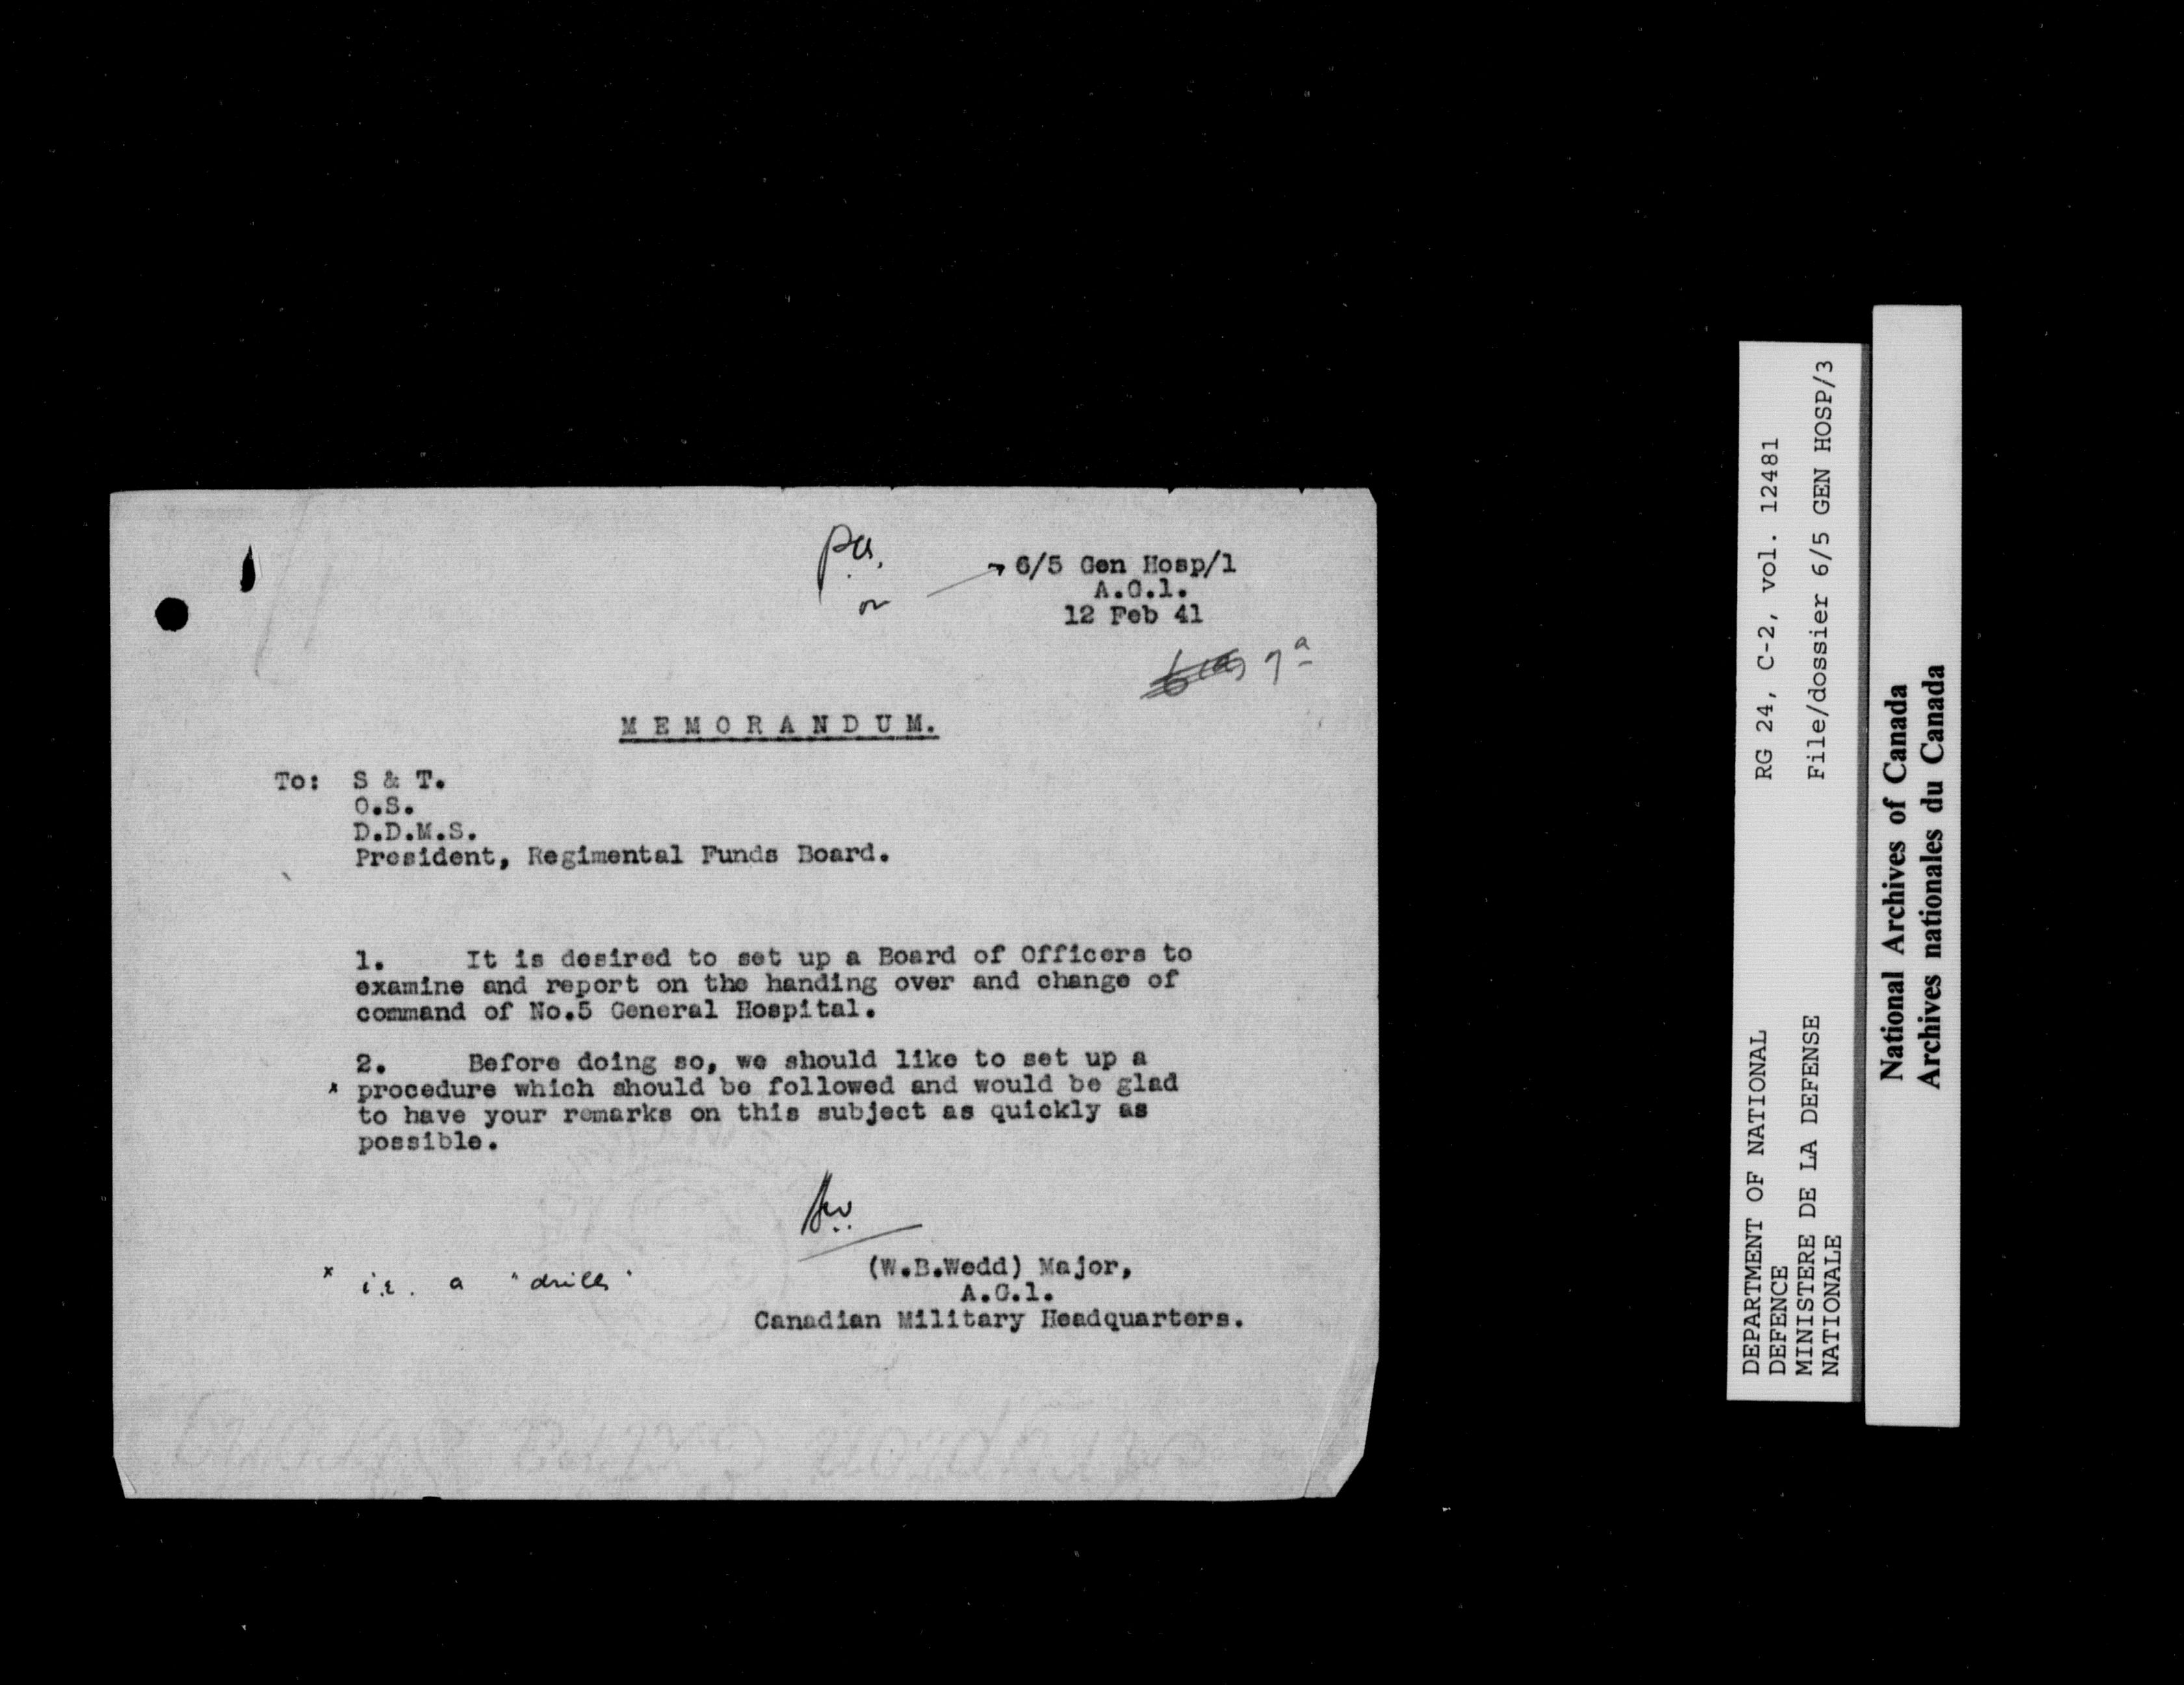 p.a.
on
6/5 Gen Hosp/1
A.G.1.
12 Feb 41
7a
MEMORANDUM.
To: S & T.
O.S.
D.D.M.S.
President, Regimental Funds Board.
1. It is desired to set up a Board of Officers to
examine and report on the handing over and change of
command of No.5 General Hospital.
2. Before doing so, we should like to set up a
x procedure which should be followed and would be glad
to have your remarks on this subject as quickly as
possible.
(W.B.Wedd) Major,
A.G.1.
Canadian Military Headquarters.
x i.e. a "drill"
DEPARTMENT OF NATIONAL
DEFENCE
MINISTERE DE LA DEFENSE
NATIONALE
RG 24, C-2, vol. 12481
File/dossier 6/5 GEN HOSP/3
National Archives of Canada
Archives nationales du Canada